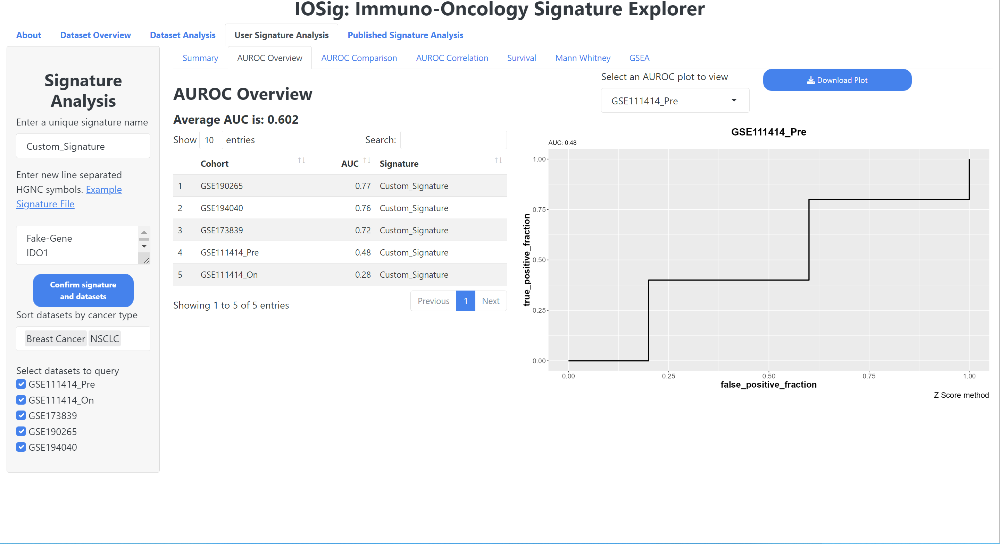 IOSig: Immuno-Oncology Signature Explorer
About Dataset Overview Dataset Analysis User Signature Analysis Published Signature Analysis
Signature
Analysis
Enter a unique signature name
Custom_Signature
Enter new line separated
HGNC symbols. Example
Signature File
Fake-Gene
IDO1
Confirm signature
and datasets
Sort datasets by cancer type
Breast Cancer NSCLC
Select datasets to query
GSE111414_Pre
GSE111414_On
GSE173839
GSE190265
GSE194040
Summary AUROC Overview AUROC Comparison AUROC Correlation Survival Mann Whitney GSEA
AUROC Overview
Average AUC is: 0.602
Show 10 entries Search:
Cohort AUC Signature
1 GSE190265 0.77 Custom_Signature
2 GSE194040 0.76 Custom_Signature
3 GSE173839 0.72 Custom_Signature
4 GSE111414_Pre 0.48 Custom_Signature
5 GSE111414_On 0.28 Custom_Signature
Showing 1 to 5 of 5 entries Previous 1 Next
Select an AUROC plot to view
GSE111414_Pre
Download Plot
GSE111414_Pre
AUC: 0.48
true_positive_fraction
1.00
0.75
0.50
0.25
0.00
0.00 0.25 0.50 0.75 1.00
false_positive_fraction
Z Score method